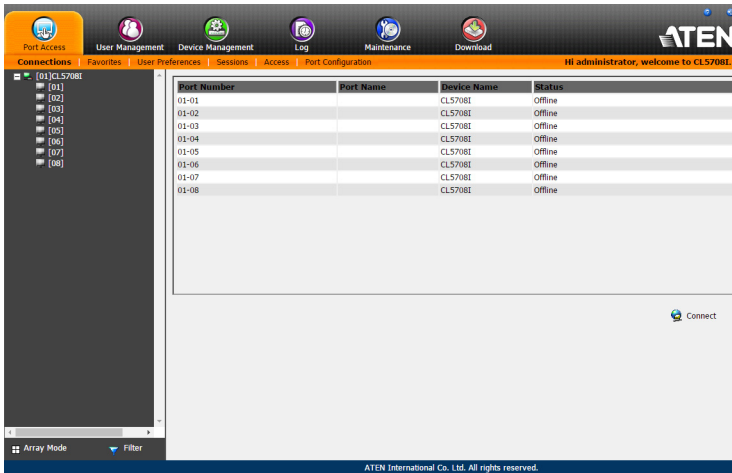 ATEN
Port Access User Management Device Management Log Maintenance Download
Connections Favorites User Preferences Sessions Access Port Configuration Hi administrator, welcome to CL5708I.
[01]CL5708I
[01]
[02]
[03]
[04]
[05]
[06]
[07]
[08]
Port Number Port Name Device Name Status
01-01 CL5708I Offline
01-02 CL5708I Offline
01-03 CL5708I Offline
01-04 CL5708I Offline
01-05 CL5708I Offline
01-06 CL5708I Offline
01-07 CL5708I Offline
01-08 CL5708I Offline
Connect
Array Mode Filter
ATEN International Co. Ltd. All rights reserved.